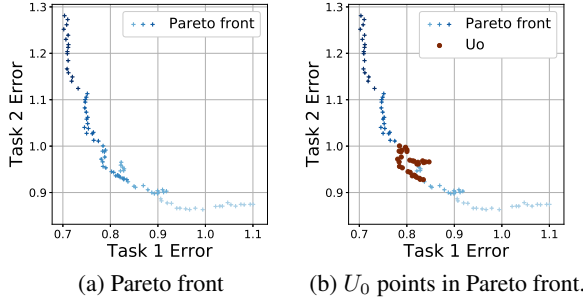 1.3
1.2
1.1
1.0
0.9
0.7 0.8 0.9 1.0 1.1
Task 2 Error
Task 1 Error
Pareto front
(a) Pareto front
1.3
1.2
1.1
1.0
0.9
0.7 0.8 0.9 1.0 1.1
Task 2 Error
Task 1 Error
Pareto front
Uo
(b) U₀ points in Pareto front.